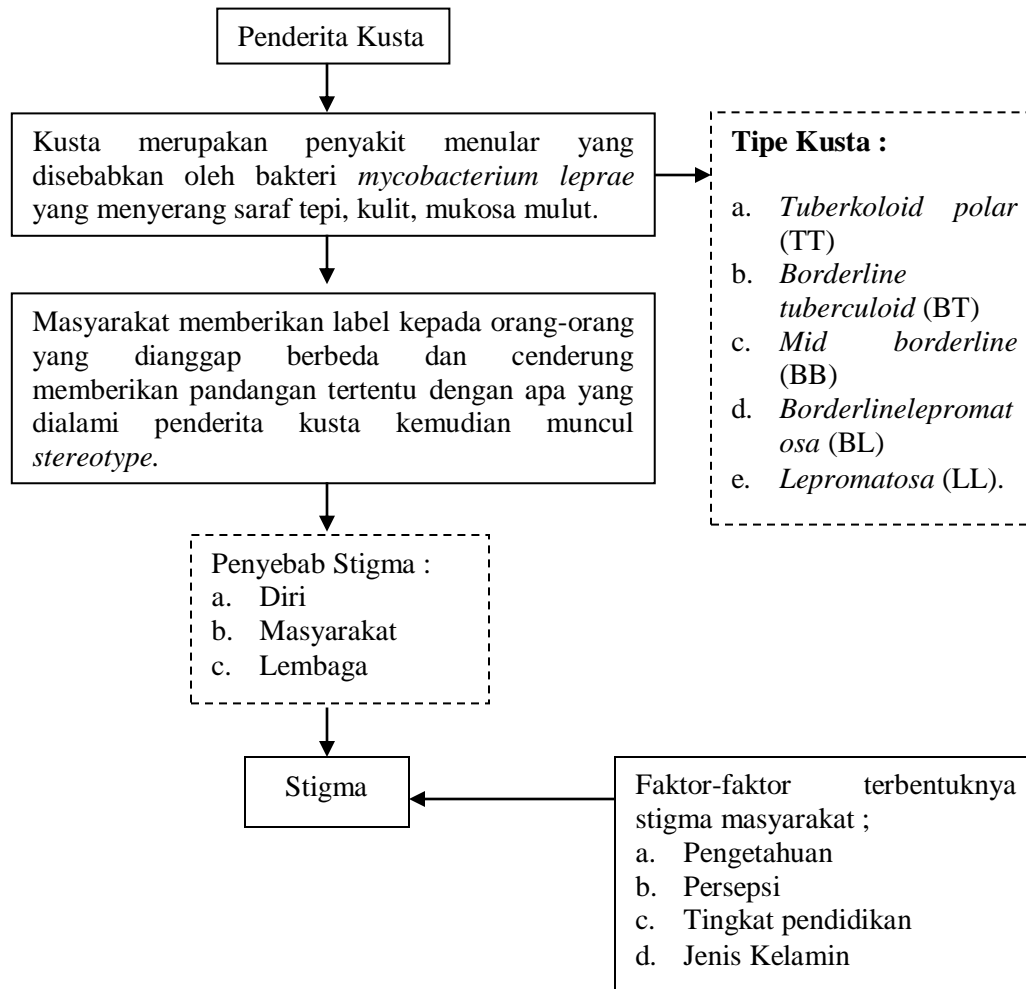 Penderita Kusta
Kusta merupakan penyakit menular yang
disebabkan oleh bakteri mycobacterium leprae
yang menyerang saraf tepi, kulit, mukosa mulut.
Tipe Kusta :
a. Tuberkoloid polar
(TT)
b. Borderline
tuberculoid (BT)
c. Mid borderline
(BB)
d. Borderlinelepromat
osa (BL)
e. Lepromatosa (LL).
Masyarakat memberikan label kepada orang-orang
yang dianggap berbeda dan cenderung
memberikan pandangan tertentu dengan apa yang
dialami penderita kusta kemudian muncul
stereotype.
Penyebab Stigma :
a. Diri
b. Masyarakat
c. Lembaga
Stigma
Faktor-faktor terbentuknya
stigma masyarakat ;
a. Pengetahuan
b. Persepsi
c. Tingkat pendidikan
d. Jenis Kelamin